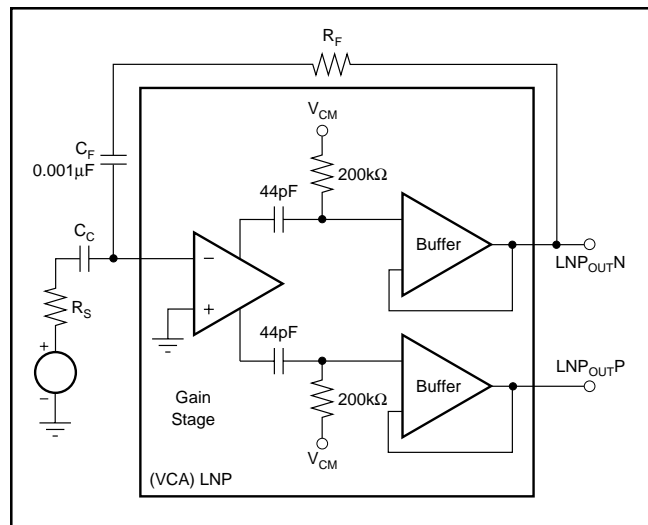 R_F
V_CM
C_F
0.001µF
200kΩ
44pF
C_C
Buffer
LNP_OUTN
−
+
R_S
+
−
44pF
LNP_OUTP
Buffer
Gain
Stage
200kΩ
V_CM
(VCA) LNP